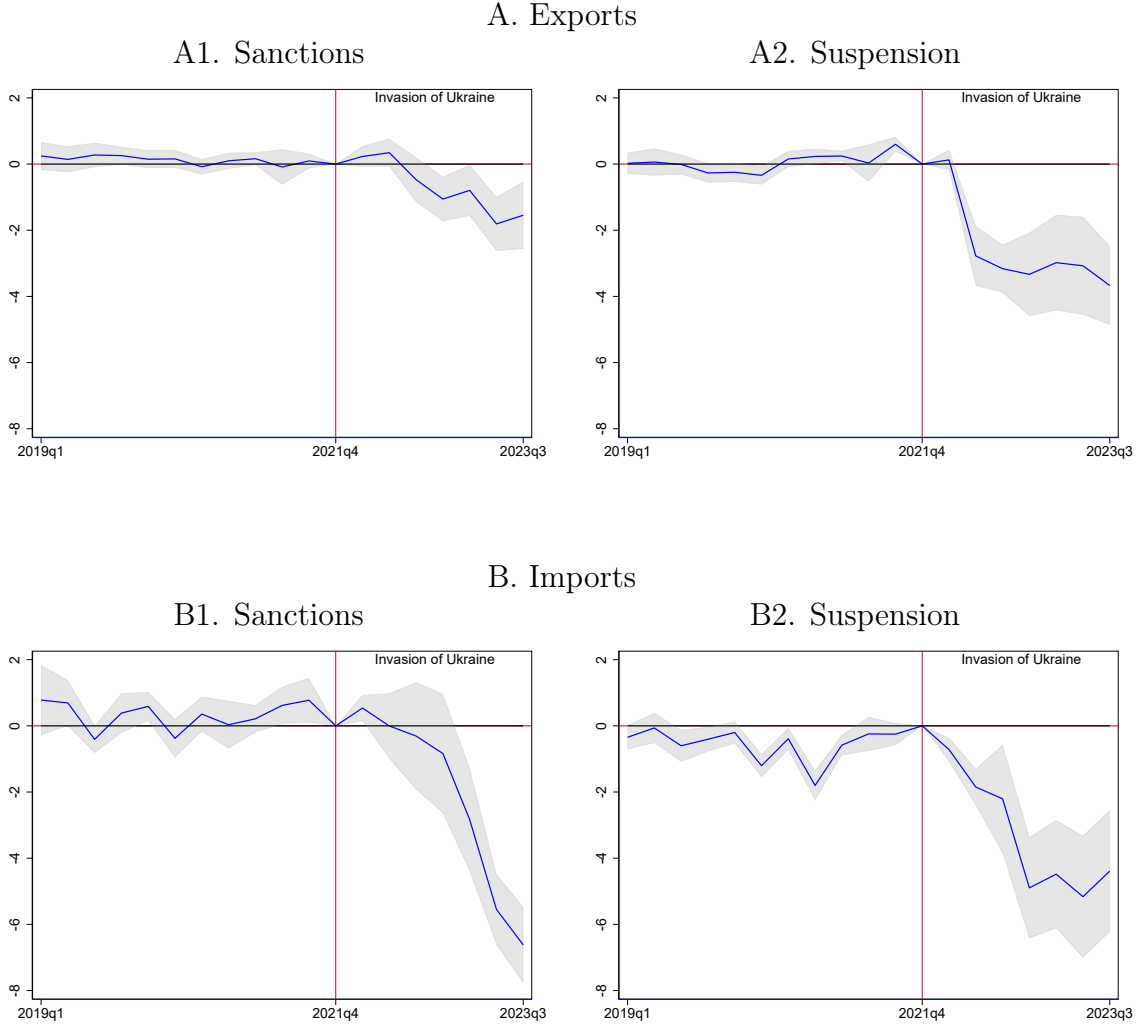 A. Exports
A1. Sanctions
A2. Suspension
Invasion of Ukraine
2
0
-2
-4
-6
-8
2019q1
2021q4
2023q3
Invasion of Ukraine
2
0
-2
-4
-6
-8
2019q1
2021q4
2023q3
B. Imports
B1. Sanctions
B2. Suspension
Invasion of Ukraine
2
0
-2
-4
-6
-8
2019q1
2021q4
2023q3
Invasion of Ukraine
2
0
-2
-4
-6
-8
2019q1
2021q4
2023q3